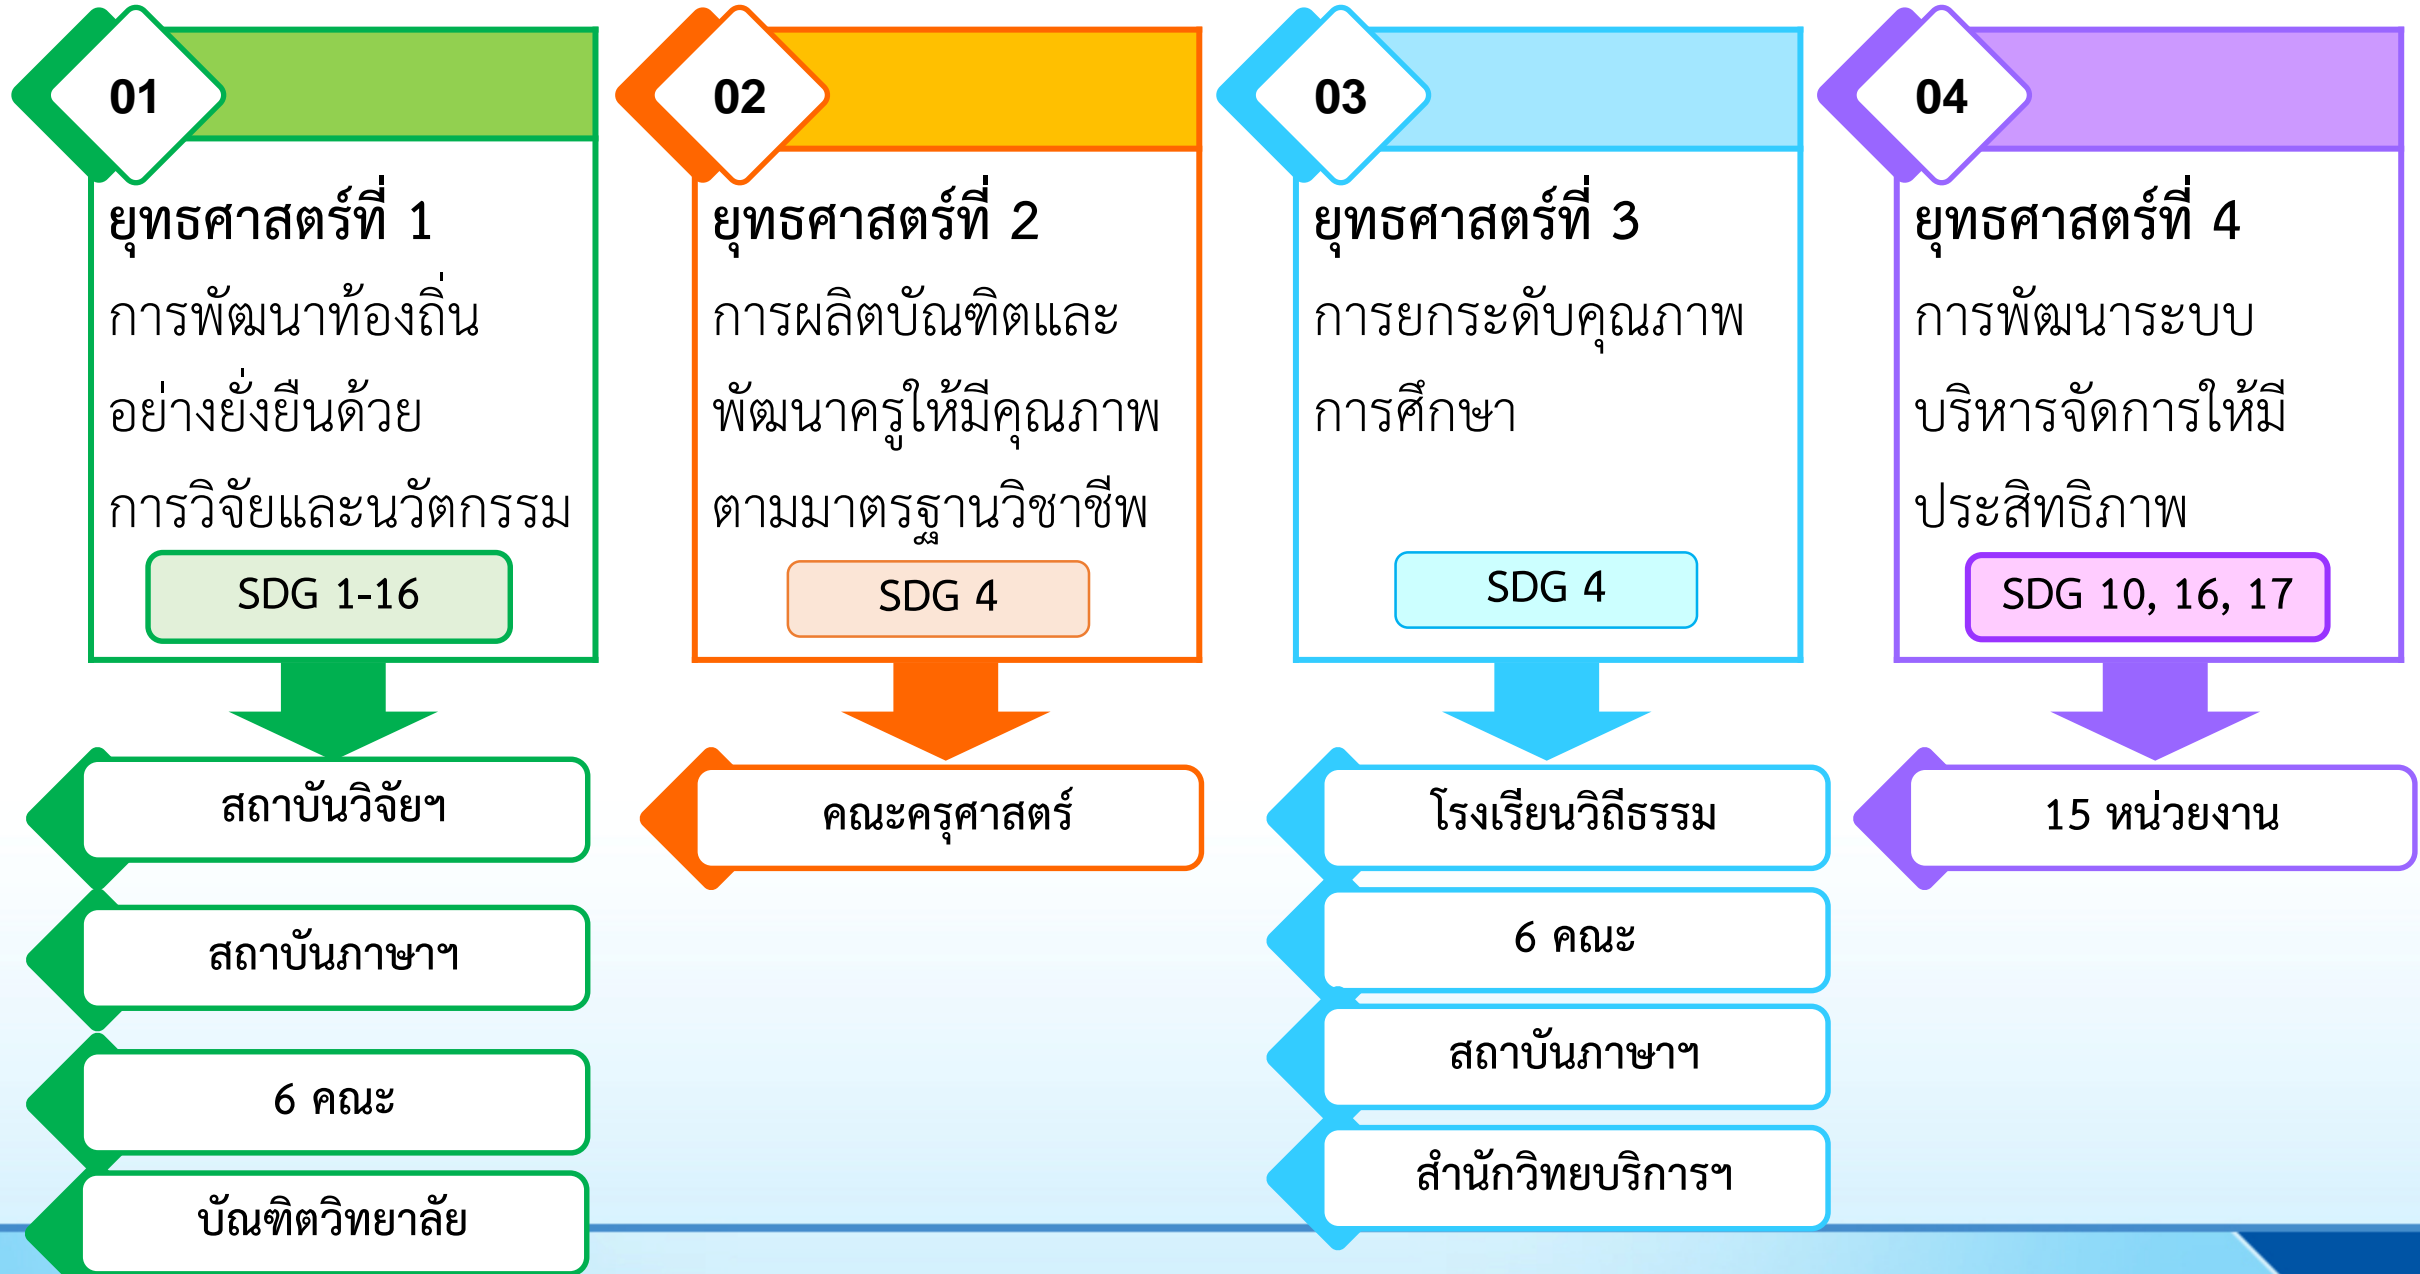 01
ยุทธศาสตร์ที่ 1
การพัฒนาท้องถิ่น
อย่างยั่งยืนด้วย
การวิจัยและนวัตกรรม
SDG 1-16
สถาบันวิจัยฯ
สถาบันภาษาฯ
6 คณะ
บัณฑิตวิทยาลัย
02
ยุทธศาสตร์ที่ 2
การผลิตบัณฑิตและ
พัฒนาครูให้มีคุณภาพ
ตามมาตรฐานวิชาชีพ
SDG 4
คณะครุศาสตร์
03
ยุทธศาสตร์ที่ 3
การยกระดับคุณภาพ
การศึกษา
SDG 4
โรงเรียนวิถีธรรม
6 คณะ
สถาบันภาษาฯ
สำนักวิทยบริการฯ
04
ยุทธศาสตร์ที่ 4
การพัฒนาระบบ
บริหารจัดการให้มี
ประสิทธิภาพ
SDG 10, 16, 17
15 หน่วยงาน